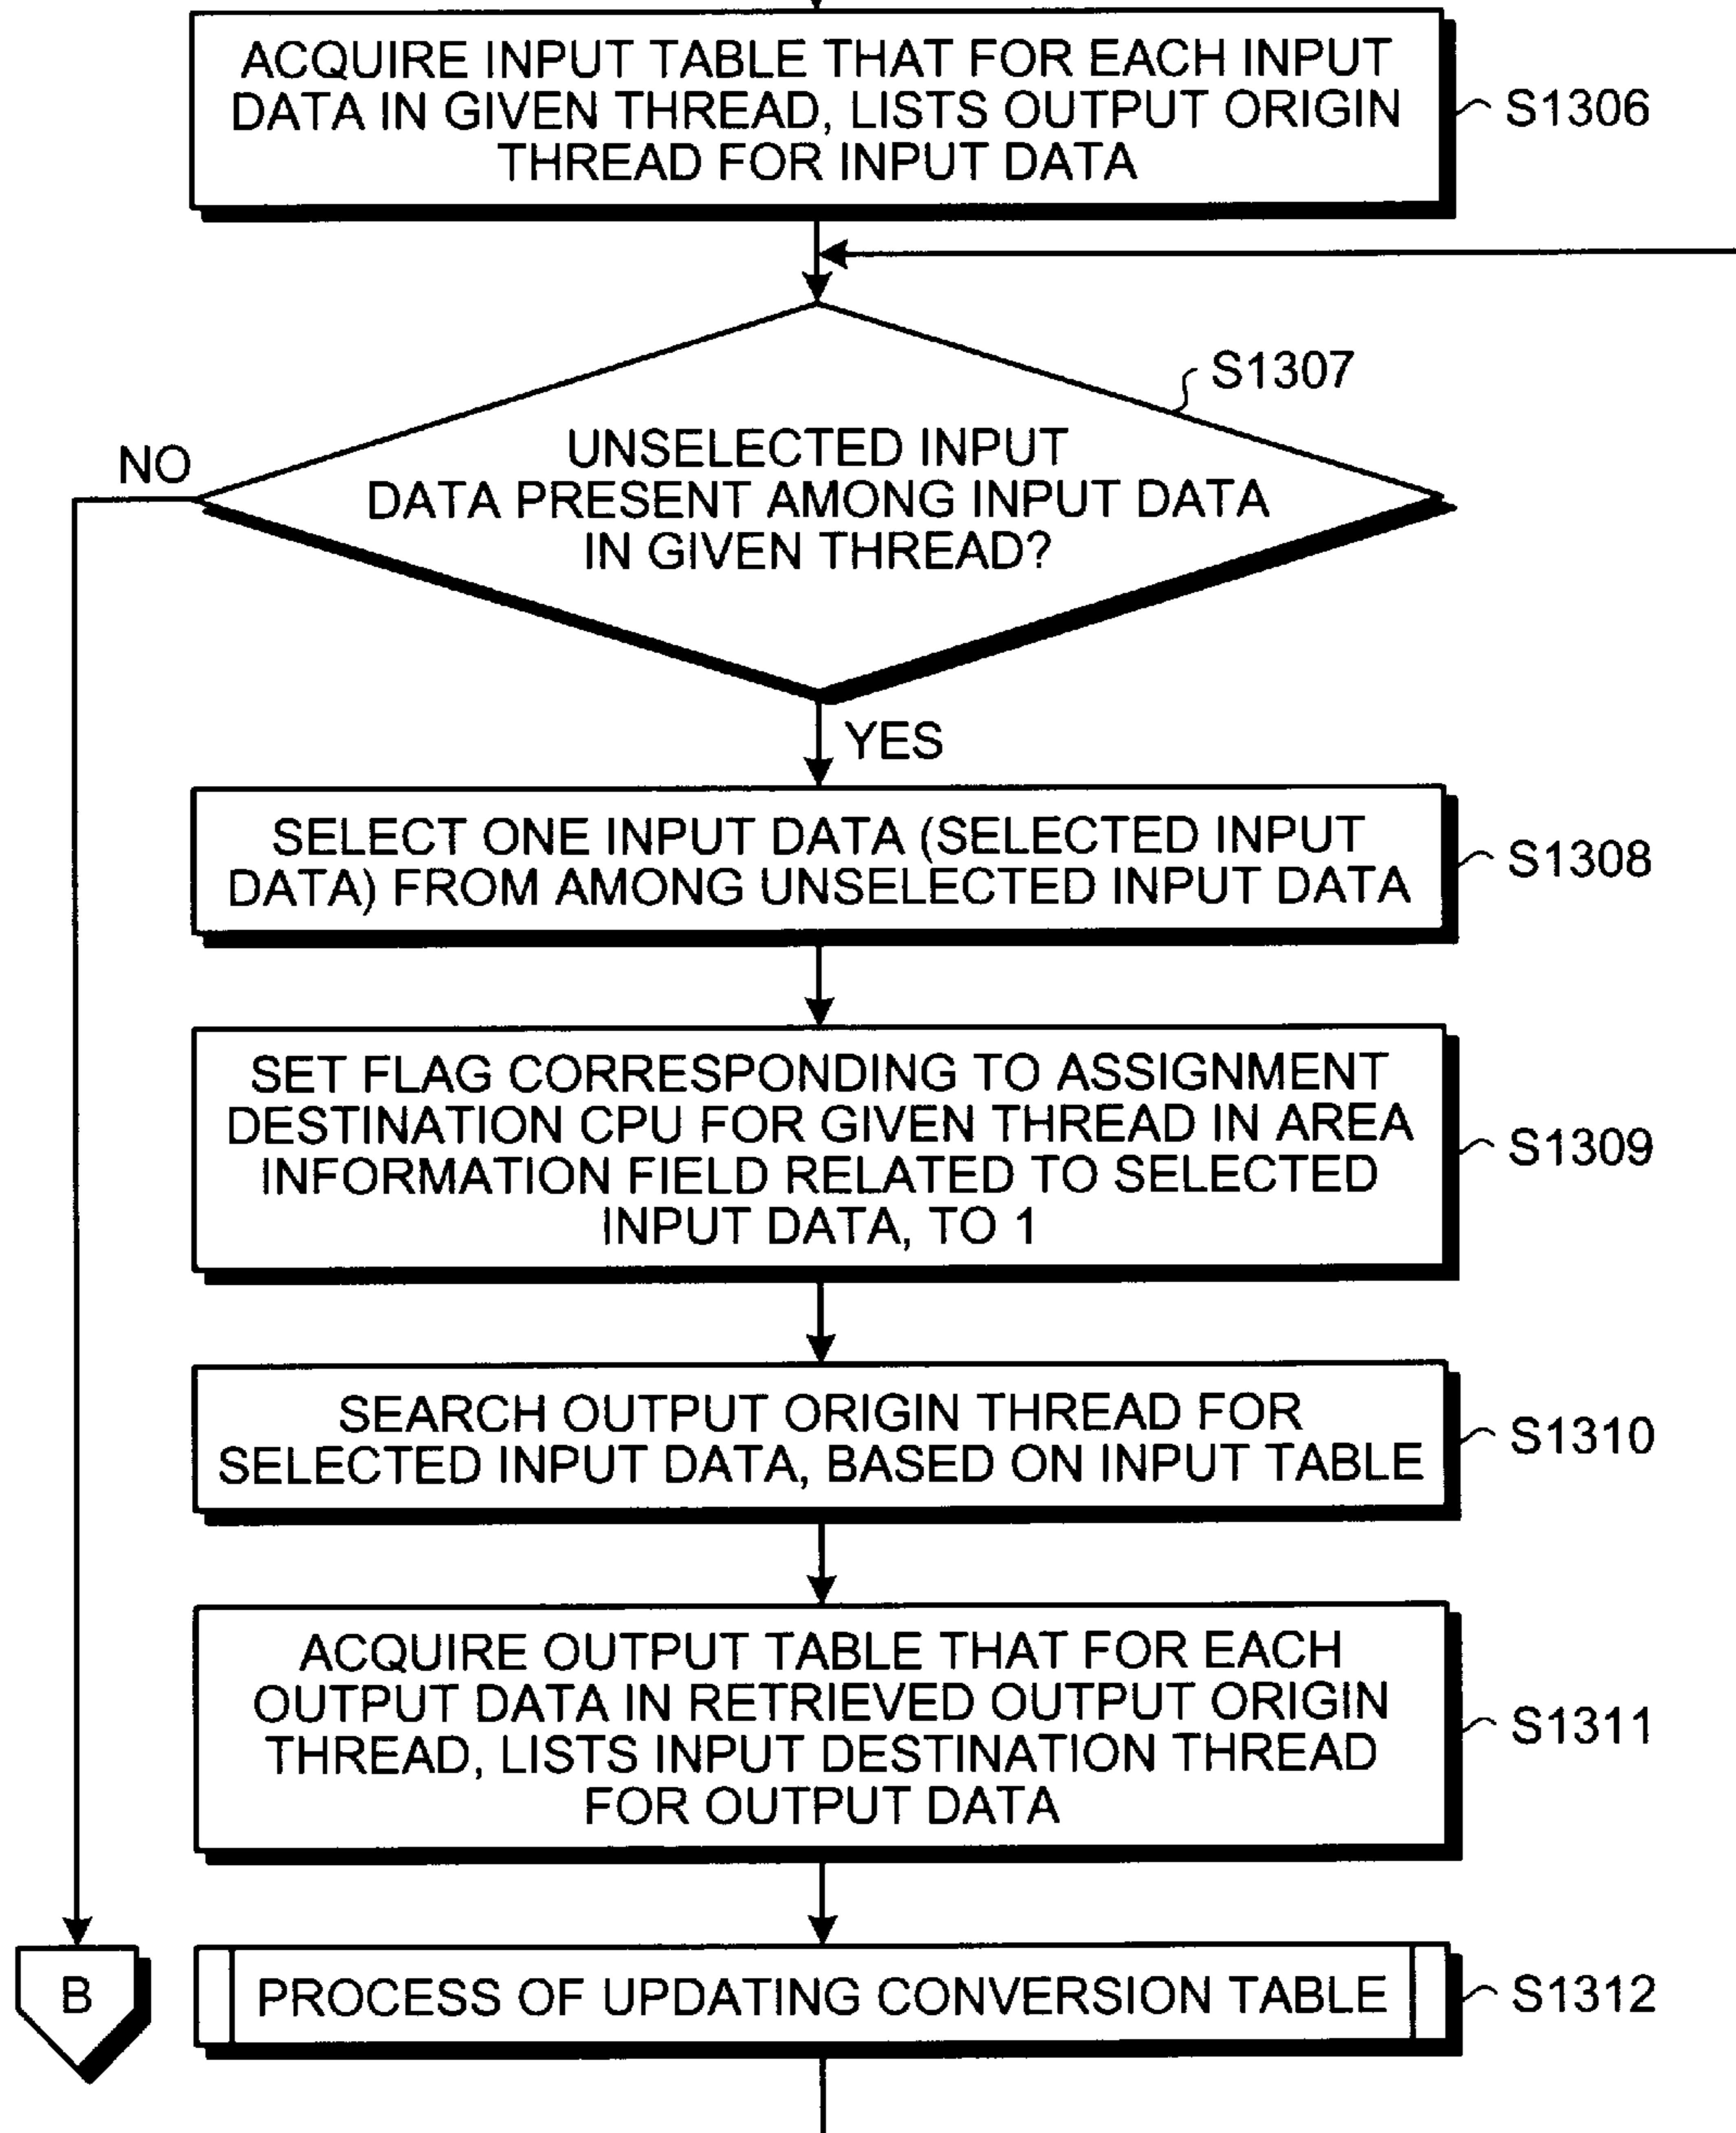 ACQUIRE INPUT TABLE THAT FOR EACH INPUT
DATA IN GIVEN THREAD, LISTS OUTPUT ORIGIN
THREAD FOR INPUT DATA
S1306
S1307
UNSELECTED INPUT
DATA PRESENT AMONG INPUT DATA
IN GIVEN THREAD?
NO
YES
SELECT ONE INPUT DATA (SELECTED INPUT
DATA) FROM AMONG UNSELECTED INPUT DATA
S1308
SET FLAG CORRESPONDING TO ASSIGNMENT
DESTINATION CPU FOR GIVEN THREAD IN AREA
INFORMATION FIELD RELATED TO SELECTED
INPUT DATA, TO 1
S1309
SEARCH OUTPUT ORIGIN THREAD FOR
SELECTED INPUT DATA, BASED ON INPUT TABLE
S1310
ACQUIRE OUTPUT TABLE THAT FOR EACH
OUTPUT DATA IN RETRIEVED OUTPUT ORIGIN
THREAD, LISTS INPUT DESTINATION THREAD
FOR OUTPUT DATA
S1311
B
PROCESS OF UPDATING CONVERSION TABLE
S1312